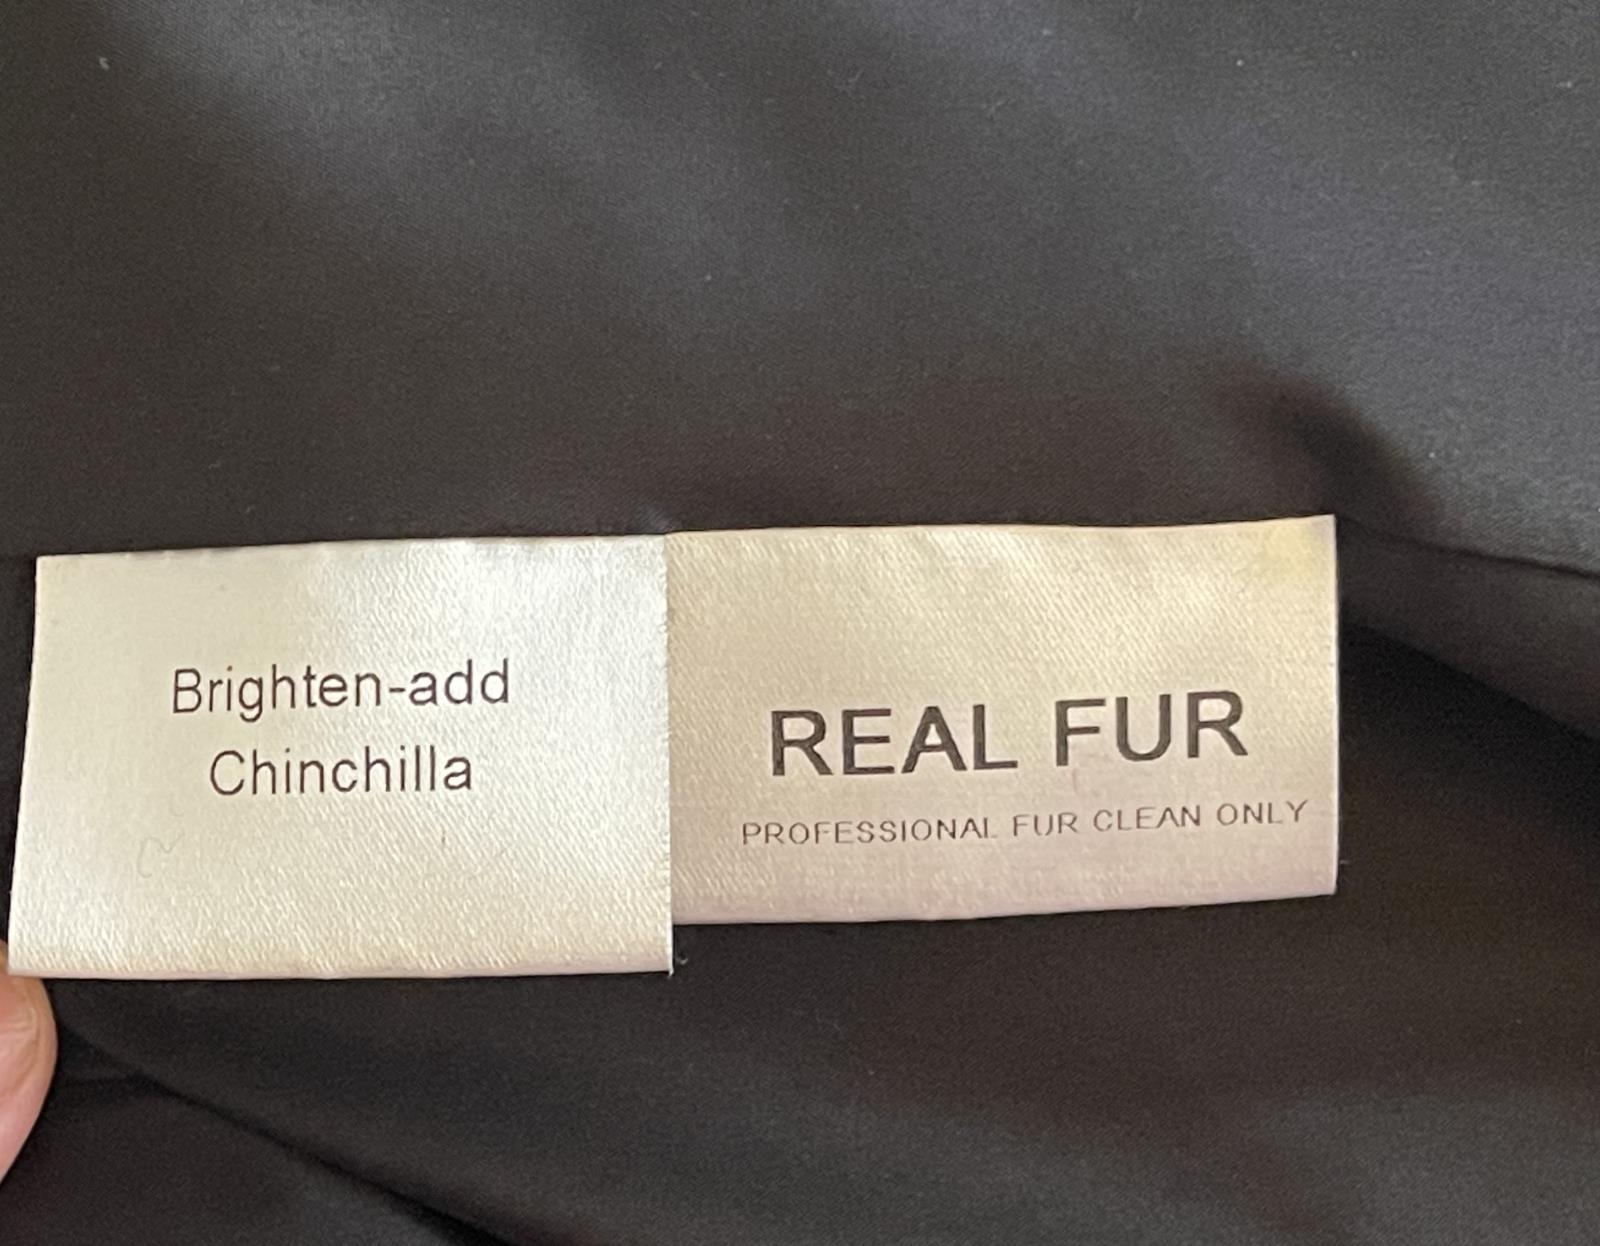 Brighten-add
Chinchilla
REAL FUR
PROFESSIONAL FUR CLEAN ONLY